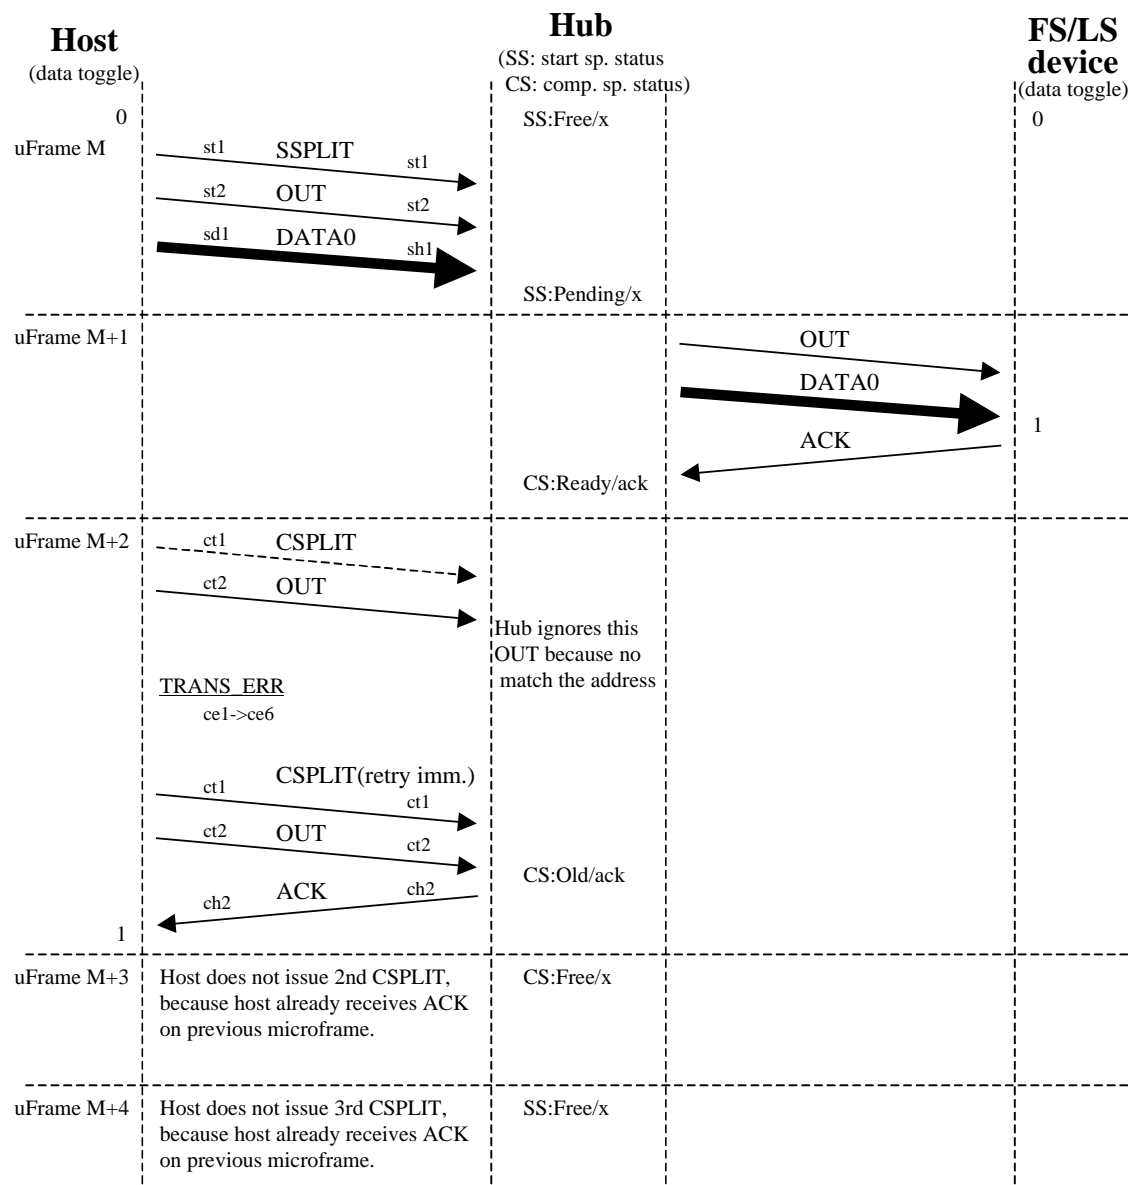 Host
(data toggle)
Hub
(SS: start sp. status
CS: comp. sp. status)
FS/LS
device
(data toggle)
0
SS:Free/x
0
uFrame M
st1
SSPLIT
st1
st2
OUT
st2
sd1
DATA0
sh1
SS:Pending/x
uFrame M+1
OUT
DATA0
1
ACK
CS:Ready/ack
uFrame M+2
ct1
CSPLIT
ct2
OUT
Hub ignores this
OUT because no
match the address
TRANS_ERR
ce1->ce6
CSPLIT(retry imm.)
ct1
ct1
ct2
OUT
ct2
CS:Old/ack
ACK
ch2
ch2
1
uFrame M+3
Host does not issue 2nd CSPLIT,
because host already receives ACK
on previous microframe.
CS:Free/x
uFrame M+4
Host does not issue 3rd CSPLIT,
because host already receives ACK
on previous microframe.
SS:Free/x